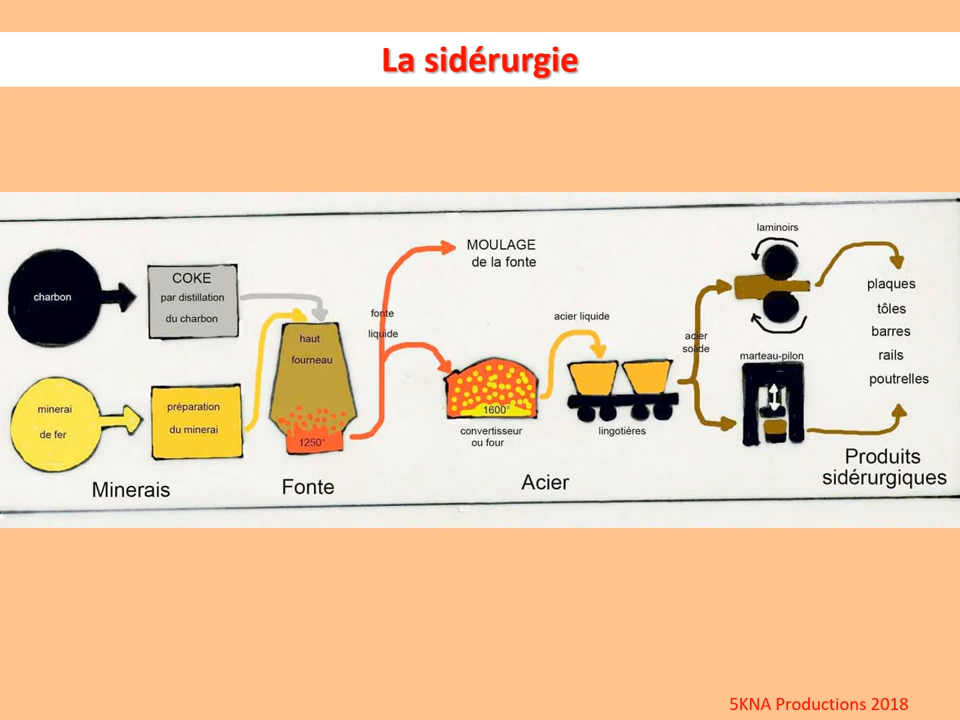 La sidérurgie
charbon
COKE
par distillation
du charbon
minerai
de fer
préparation
du minerai
Minerais
haut
fourneau
1250°
Fonte
fonte
liquide
MOULAGE
de la fonte
1600°
convertisseur
ou four
acier liquide
lingotières
Acier
acier
solide
laminoirs
marteau-pilon
plaques
tôles
barres
rails
poutrelles
Produits
sidérurgiques
5KNA Productions 2018